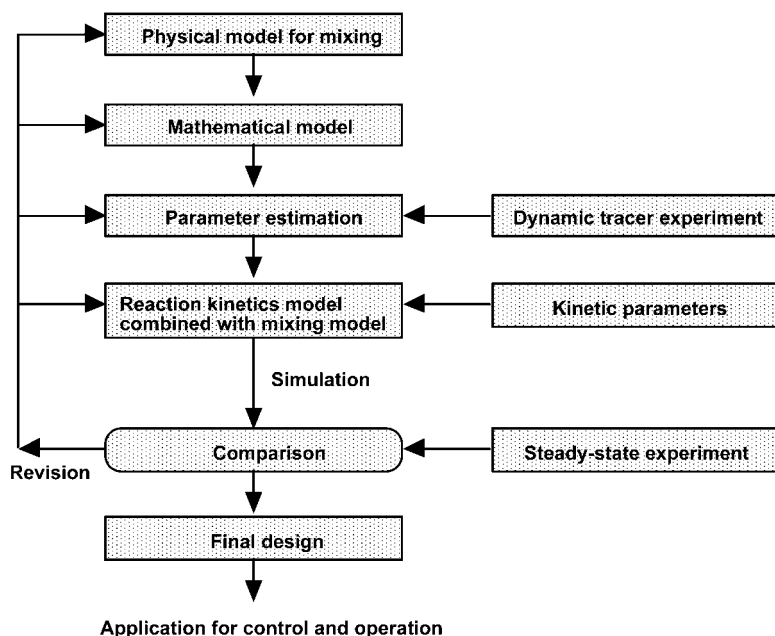 Physical model for mixing
Mathematical model
Parameter estimation
Dynamic tracer experiment
Reaction kinetics model
combined with mixing model
Kinetic parameters
Simulation
Comparison
Steady-state experiment
Revision
Final design
Application for control and operation